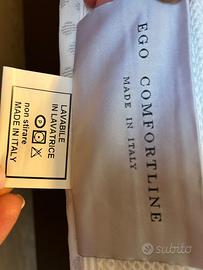 EGO COMFORTLINE
MADE IN ITALY
LAVABILE
IN LAVATRICE
non stirare
MADE IN ITALY
subito